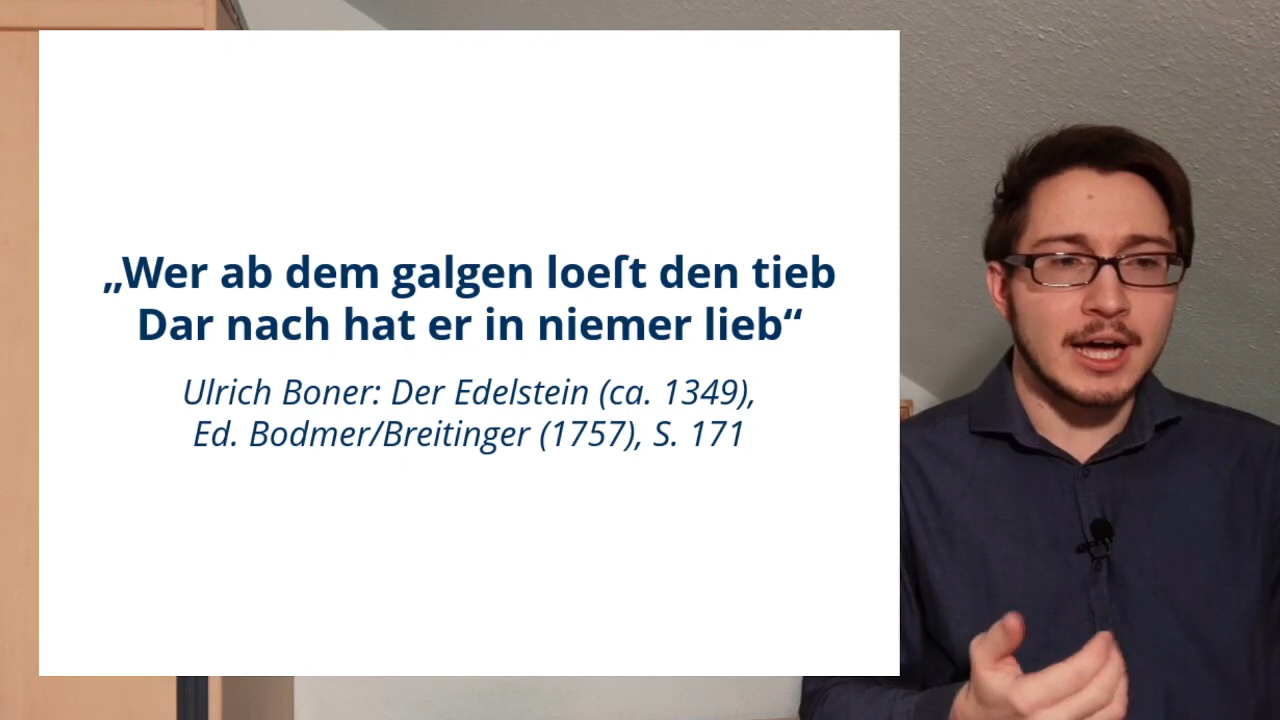 „Wer ab dem galgen loeſt den tieb
Dar nach hat er in niemer lieb“
Ulrich Boner: Der Edelstein (ca. 1349),
Ed. Bodmer/Breitinger (1757), S. 171